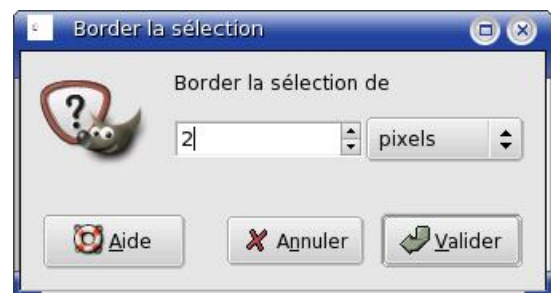 Border la sélection
Border la sélection de
2 pixels
Aide Annuler Valider